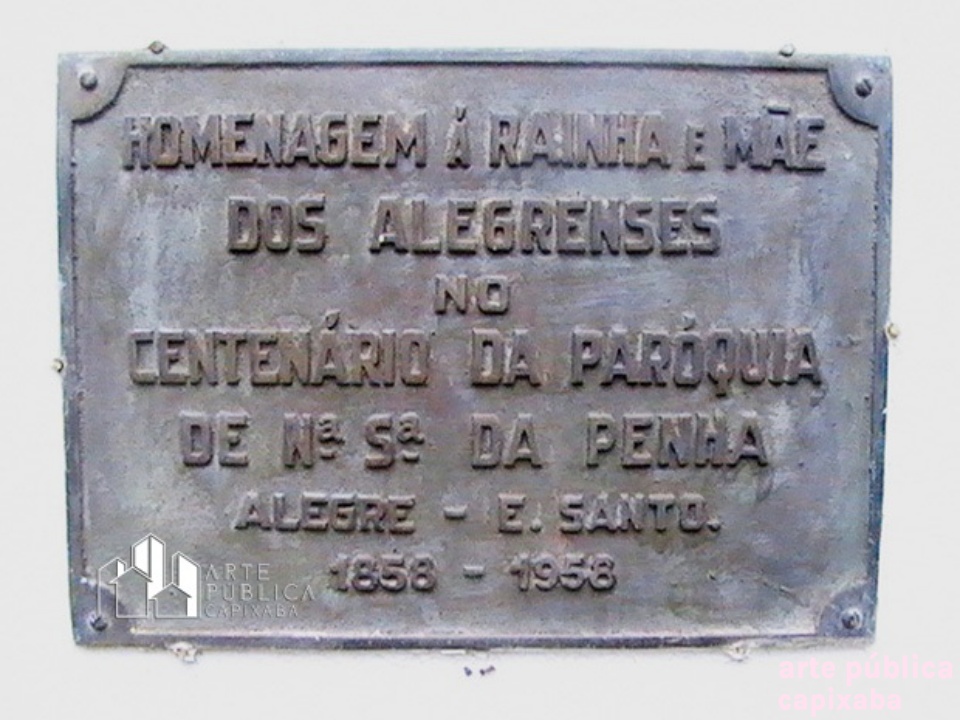 HOMENAGEM À RAINHA E MÃE
DOS ALEGRENSES
NO
CENTENÁRIO DA PARÓQUIA
DE Nª Sª DA PENHA
ALEGRE - E. SANTO.
1858 - 1958
ARTE
PÚBLICA
CAPIXABA
arte pública
capixaba